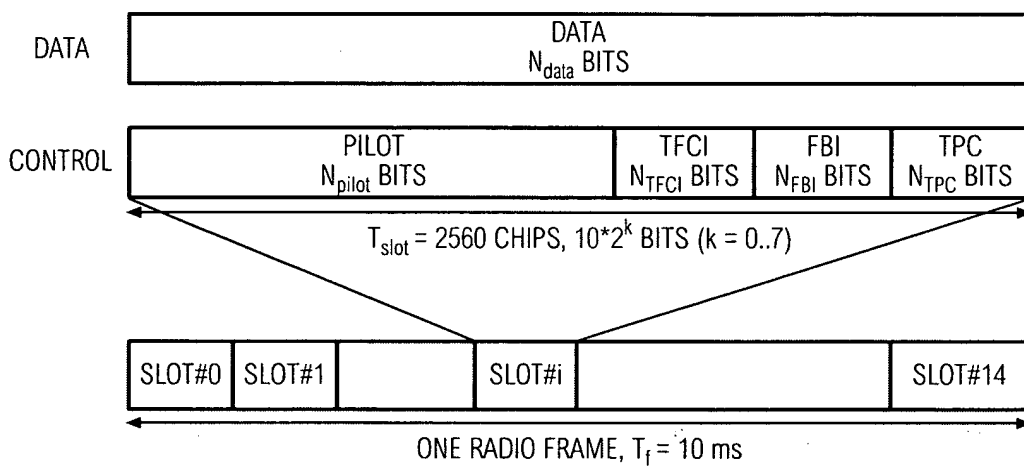 DATA
DATA
N_data BITS
CONTROL
PILOT
N_pilot BITS
TFCI
N_TFCI BITS
FBI
N_FBI BITS
TPC
N_TPC BITS
T_slot = 2560 CHIPS, 10*2^k BITS (k = 0..7)
SLOT#0
SLOT#1
SLOT#i
SLOT#14
ONE RADIO FRAME, T_f = 10 ms